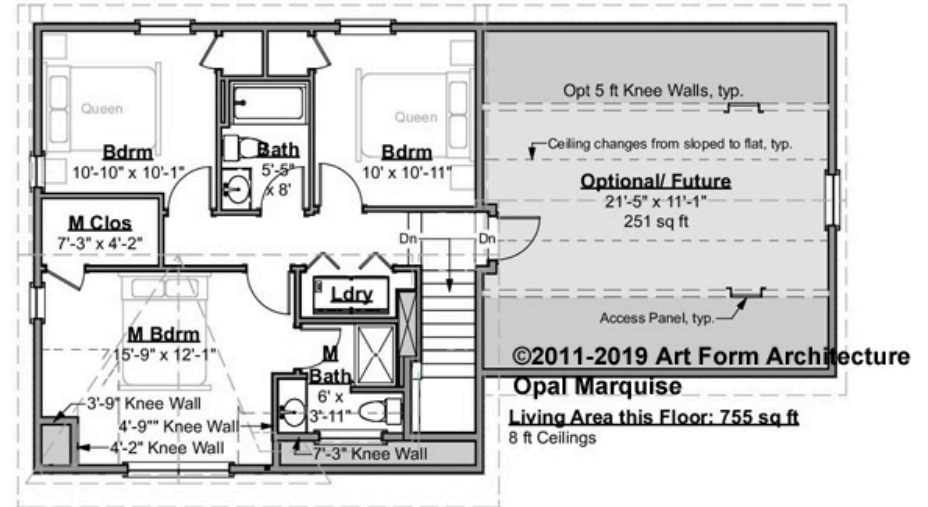 Queen
Bdrm
10'-10" x 10'-1"
Bath
5'-5"
x 8'
Queen
Bdrm
10' x 10'-11"
Opt 5 ft Knee Walls, typ.
Ceiling changes from sloped to flat, typ.
Optional/ Future
21'-5" x 11'-1"
251 sq ft
M Clos
7'-3" x 4'-2"
Dn
Dn
Ldry
Access Panel, typ.
M Bdrm
15'-9" x 12'-1"
M
Bath
6' x
3'-11"
3'-9" Knee Wall
4'-9"" Knee Wall
4'-2" Knee Wall
7'-3" Knee Wall
©2011-2019 Art Form Architecture
Opal Marquise
Living Area this Floor: 755 sq ft
8 ft Ceilings